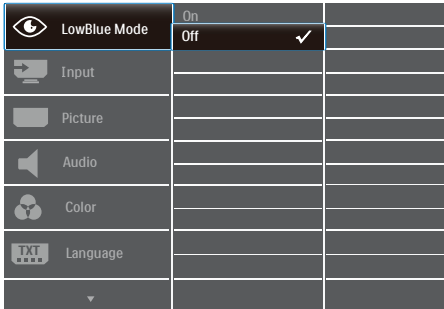 LowBlue Mode
On
Off
Input
Picture
Audio
Color
TXT
Language